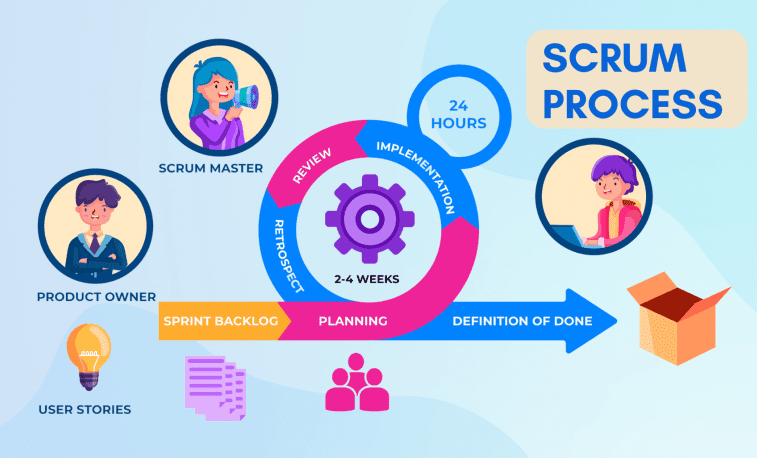 SCRUM
PROCESS
24
HOURS
SCRUM MASTER
REVIEW
IMPLEMENTATION
RETROSPECT
2-4 WEEKS
PRODUCT OWNER
SPRINT BACKLOG
PLANNING
DEFINITION OF DONE
USER STORIES